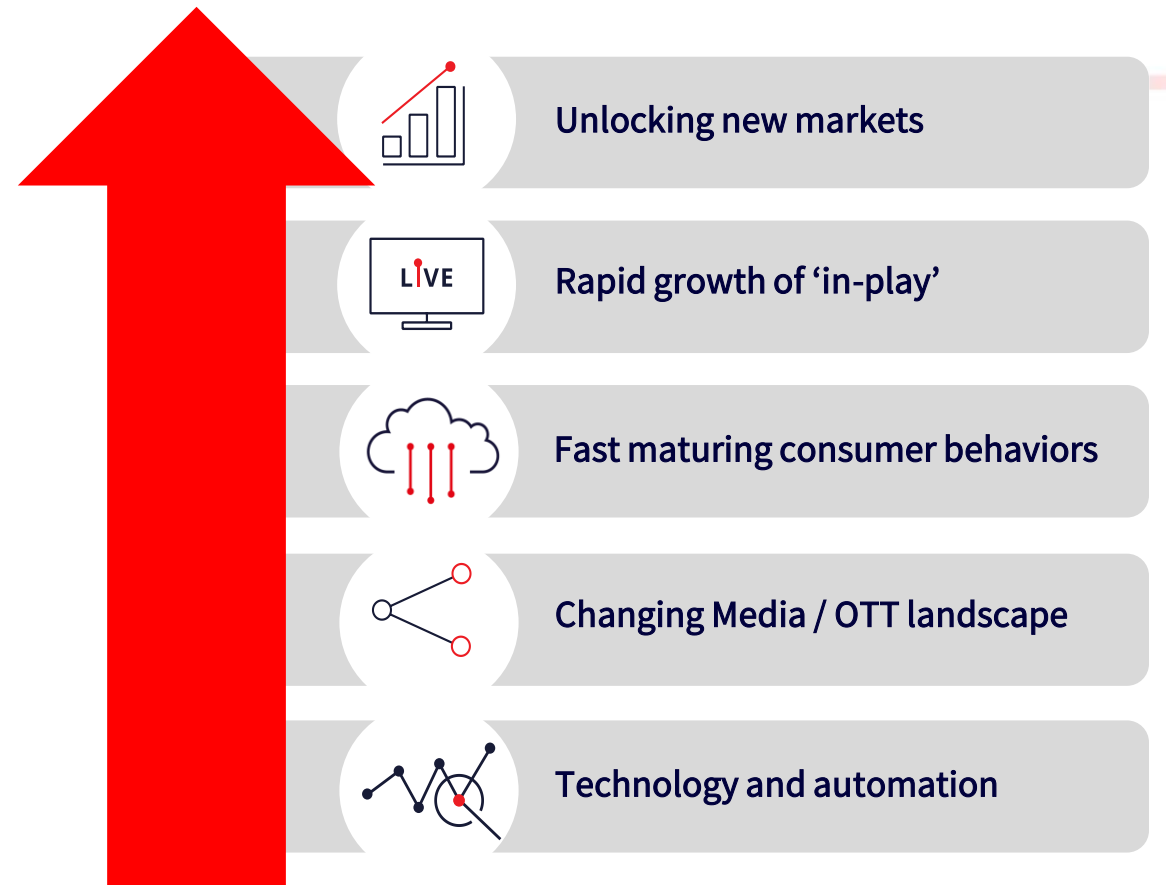 Unlocking new markets
LIVE
Rapid growth of ‘in-play’
Fast maturing consumer behaviors
Changing Media / OTT landscape
Technology and automation